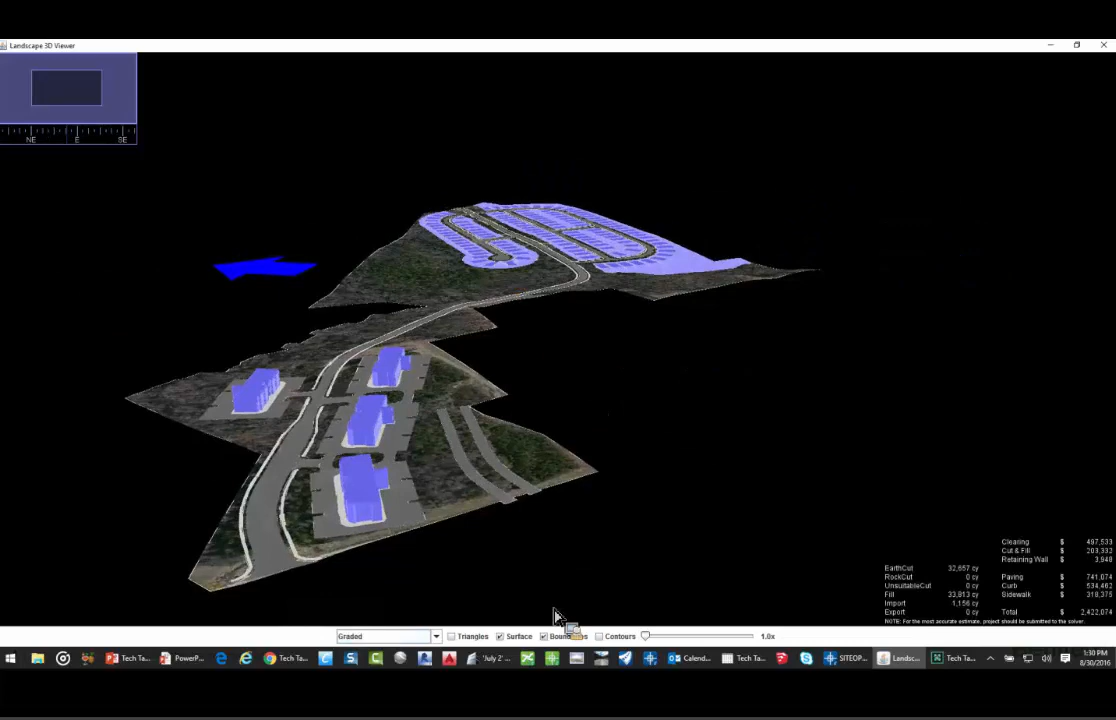 Landscape 3D Viewer
NE E SE
Clearing $ 497,533
Cut & Fill $ 203,332
Retaining Wall $ 3,948
EarthCut 32,657 cy
RockCut 0 cy
UnsuitableCut 0 cy
Fill 33,813 cy
Import -1,156 cy
Export 0 cy
Paving $ 741,074
Curb $ 534,462
Sidewalk $ 318,375
Total $ 2,422,074
NOTE: For the most accurate estimate, project should be submitted to the solver.
Graded Triangles Surface Contours 1.0x
Tech Ta... PowerP... Tech Ta... 'July 2'... Calend... Tech Ta... SITEOP... Landsc... Tech Ta...
1:30 PM
8/30/2016